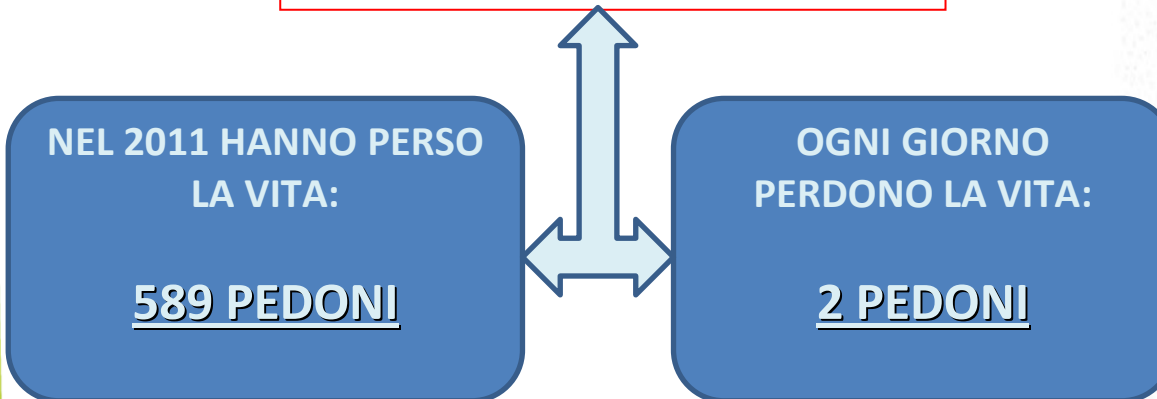 NEL 2011 HANNO PERSO
LA VITA:
589 PEDONI
OGNI GIORNO
PERDONO LA VITA:
2 PEDONI